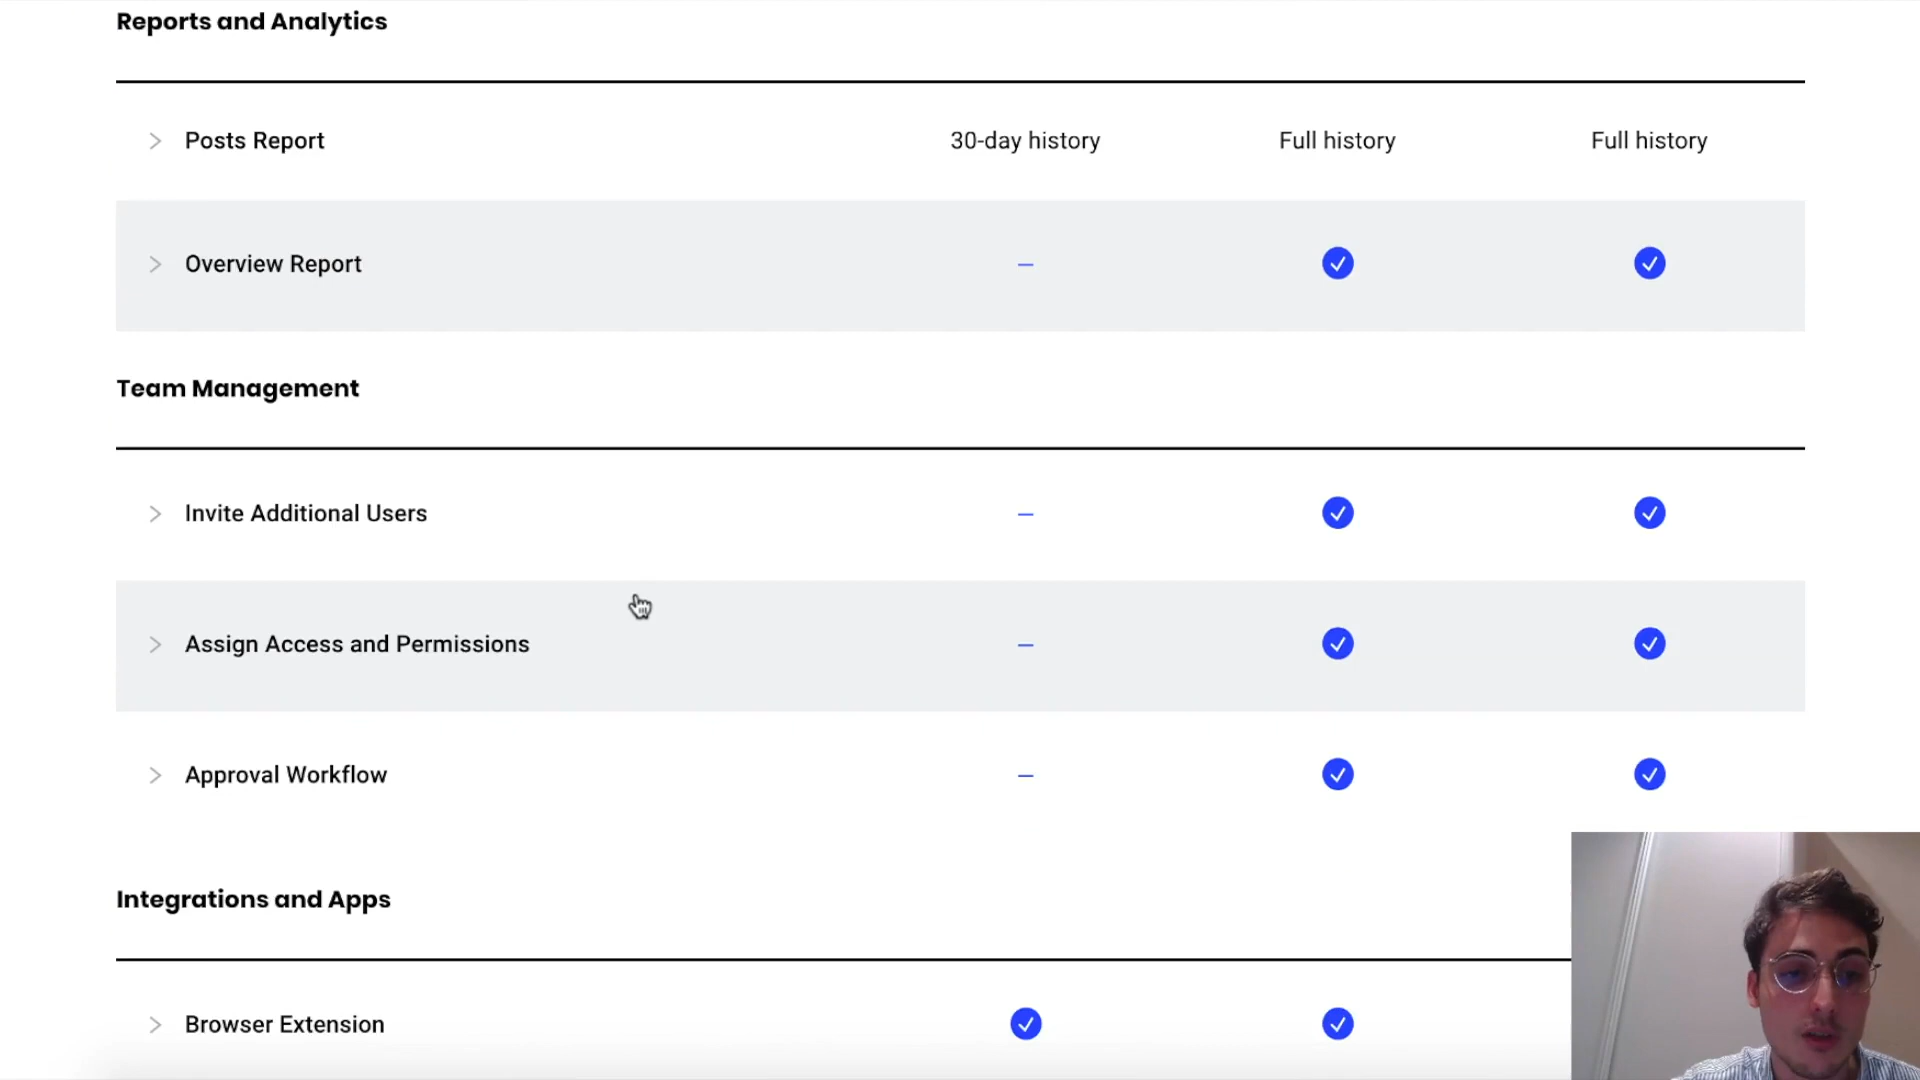 Reports and Analytics
Posts Report 30-day history Full history Full history
Overview Report –
Team Management
Invite Additional Users –
Assign Access and Permissions –
Approval Workflow –
Integrations and Apps
Browser Extension